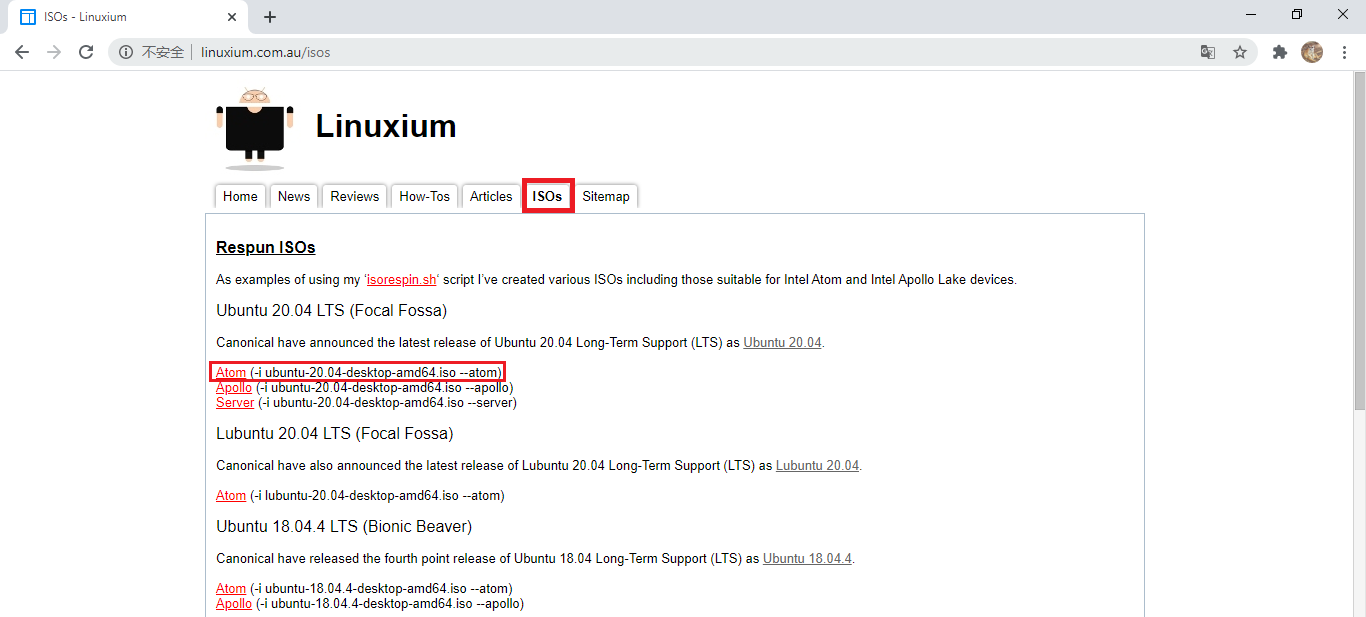 ISOs - Linuxium
不安全 linuxium.com.au/isos
Linuxium
Home News Reviews How-Tos Articles ISOs Sitemap
Respun ISOs
As examples of using my ‘isorespin.sh‘ script I’ve created various ISOs including those suitable for Intel Atom and Intel Apollo Lake devices.
Ubuntu 20.04 LTS (Focal Fossa)
Canonical have announced the latest release of Ubuntu 20.04 Long-Term Support (LTS) as Ubuntu 20.04.
Atom (-i ubuntu-20.04-desktop-amd64.iso --atom)
Apollo (-i ubuntu-20.04-desktop-amd64.iso --apollo)
Server (-i ubuntu-20.04-desktop-amd64.iso --server)
Lubuntu 20.04 LTS (Focal Fossa)
Canonical have also announced the latest release of Lubuntu 20.04 Long-Term Support (LTS) as Lubuntu 20.04.
Atom (-i lubuntu-20.04-desktop-amd64.iso --atom)
Ubuntu 18.04.4 LTS (Bionic Beaver)
Canonical have released the fourth point release of Ubuntu 18.04 Long-Term Support (LTS) as Ubuntu 18.04.4.
Atom (-i ubuntu-18.04.4-desktop-amd64.iso --atom)
Apollo (-i ubuntu-18.04.4-desktop-amd64.iso --apollo)